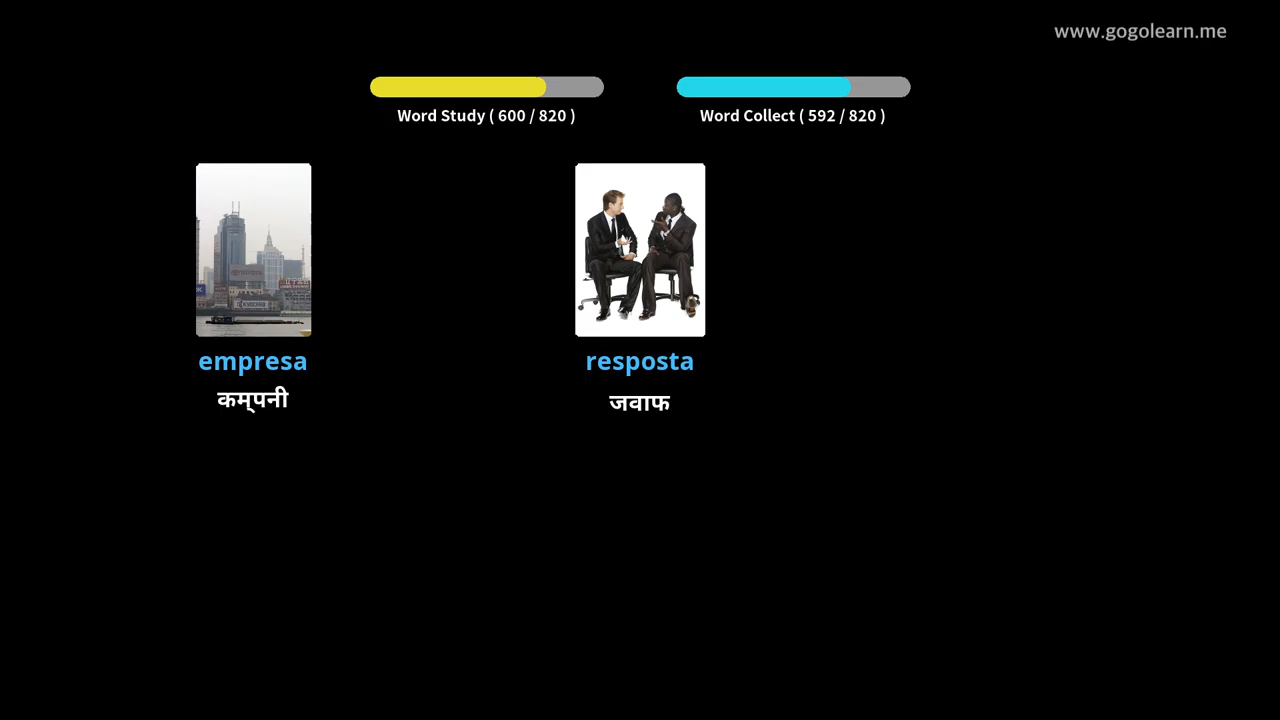 www.gogolearn.me
Word Study ( 600 / 820 )
Word Collect ( 592 / 820 )
empresa
resposta
कम्पनी
जवाफ